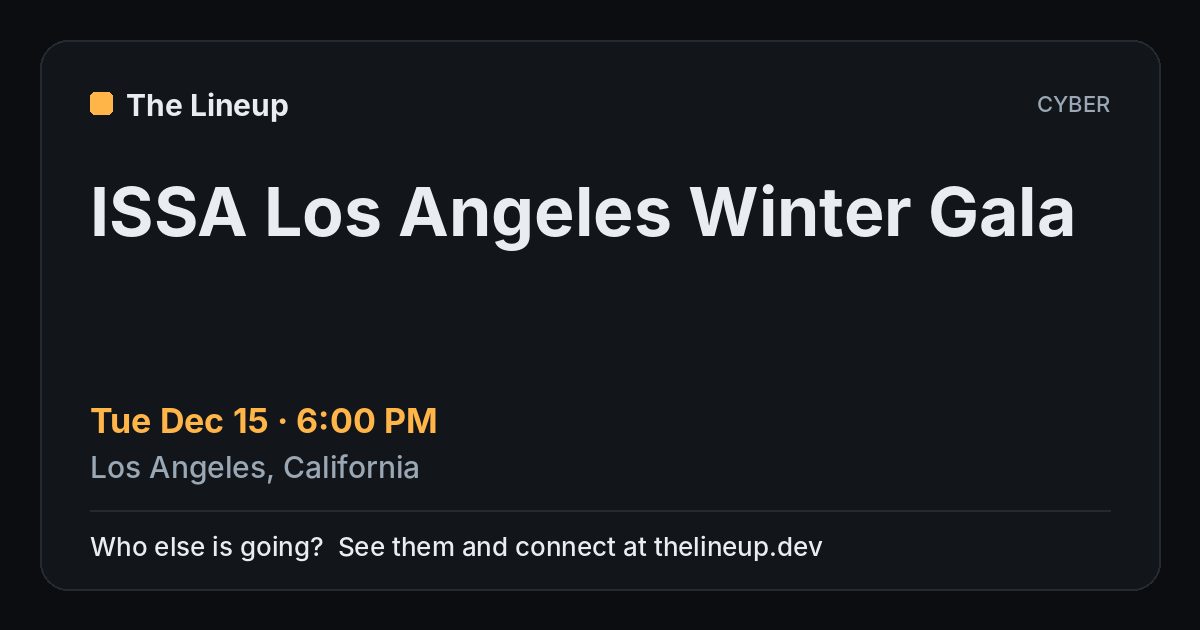 The Lineup
CYBER
ISSA Los Angeles Winter Gala
Tue Dec 15 · 6:00 PM
Los Angeles, California
Who else is going? See them and connect at thelineup.dev